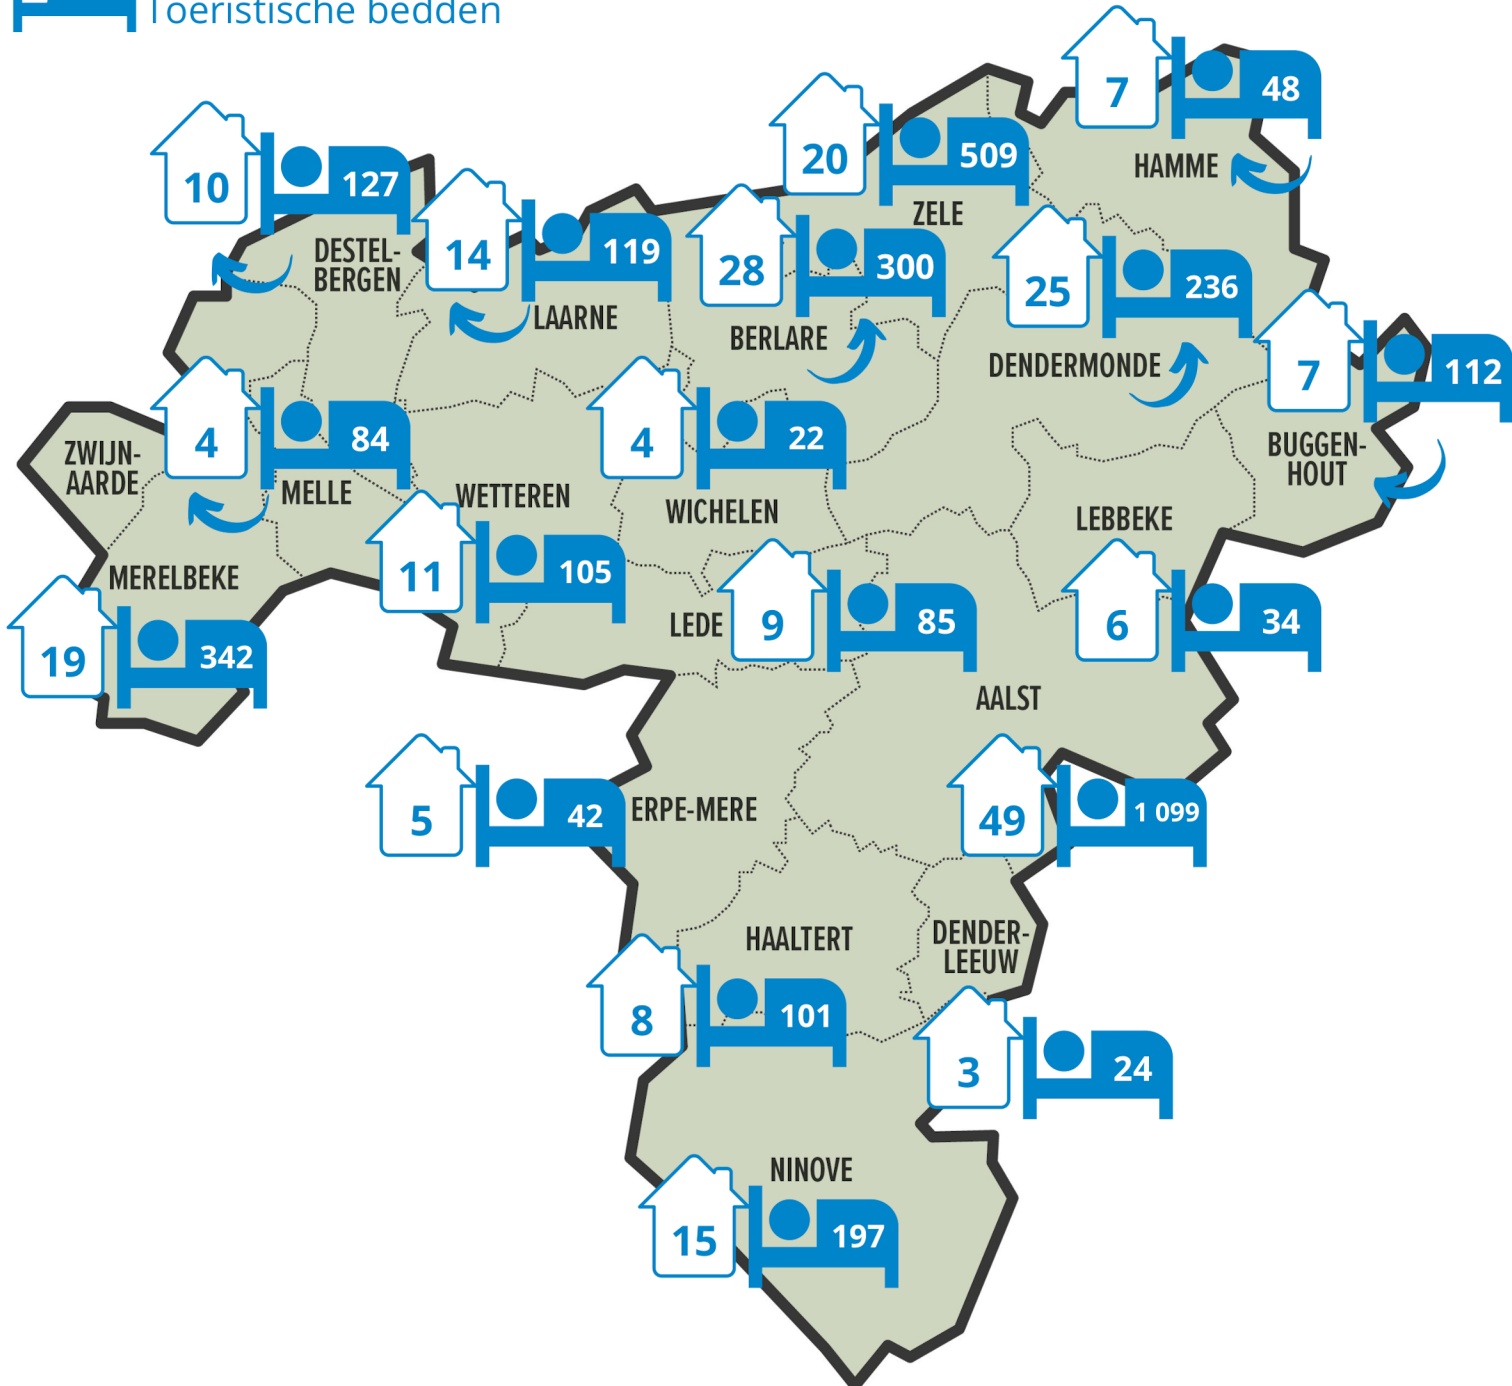 Toeristische bedden
7
48
HAMME
20
509
ZELE
10
127
DESTEL-
BERGEN
14
119
LAARNE
28
300
BERLARE
25
236
DENDERMONDE
7
112
BUGGEN-
HOUT
ZWIJN-
AARDE
4
84
MELLE
WETTEREN
11
105
4
22
WICHELEN
LEBBEKE
6
34
MERELBEKE
19
342
LEDE
9
85
AALST
49
1 099
5
42
ERPE-MERE
HAALTERT
8
101
DENDER-
LEEUW
3
24
NINOVE
15
197